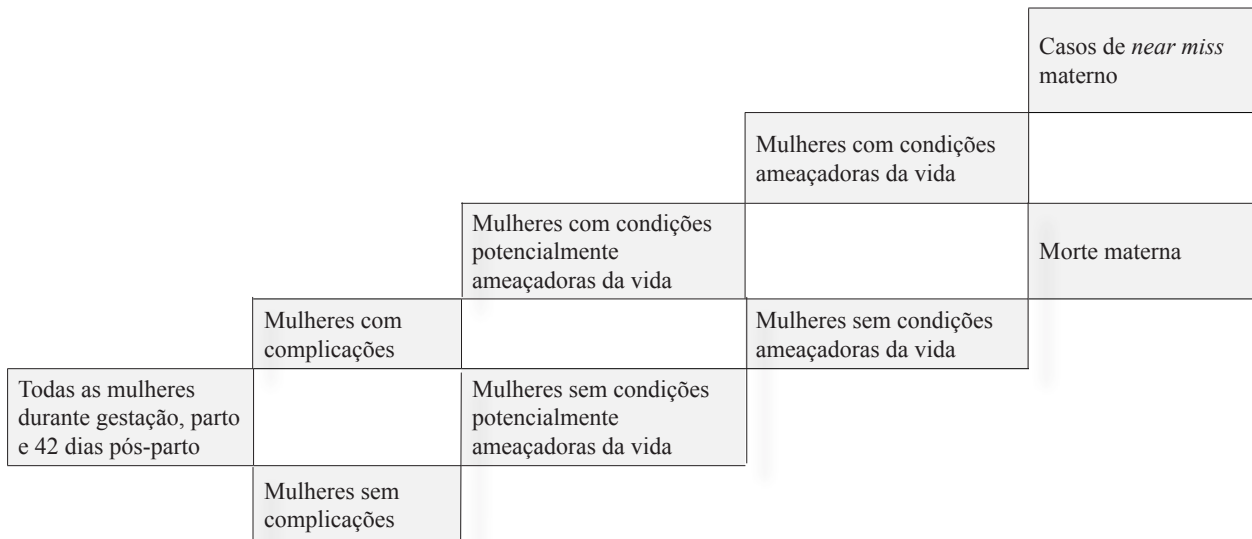 Casos de near miss
materno
Mulheres com condições
ameaçadoras da vida
Mulheres com condições
potencialmente
ameaçadoras da vida
Morte materna
Mulheres com
complicações
Mulheres sem condições
ameaçadoras da vida
Todas as mulheres
durante gestação, parto
e 42 dias pós-parto
Mulheres sem condições
potencialmente
ameaçadoras da vida
Mulheres sem
complicações